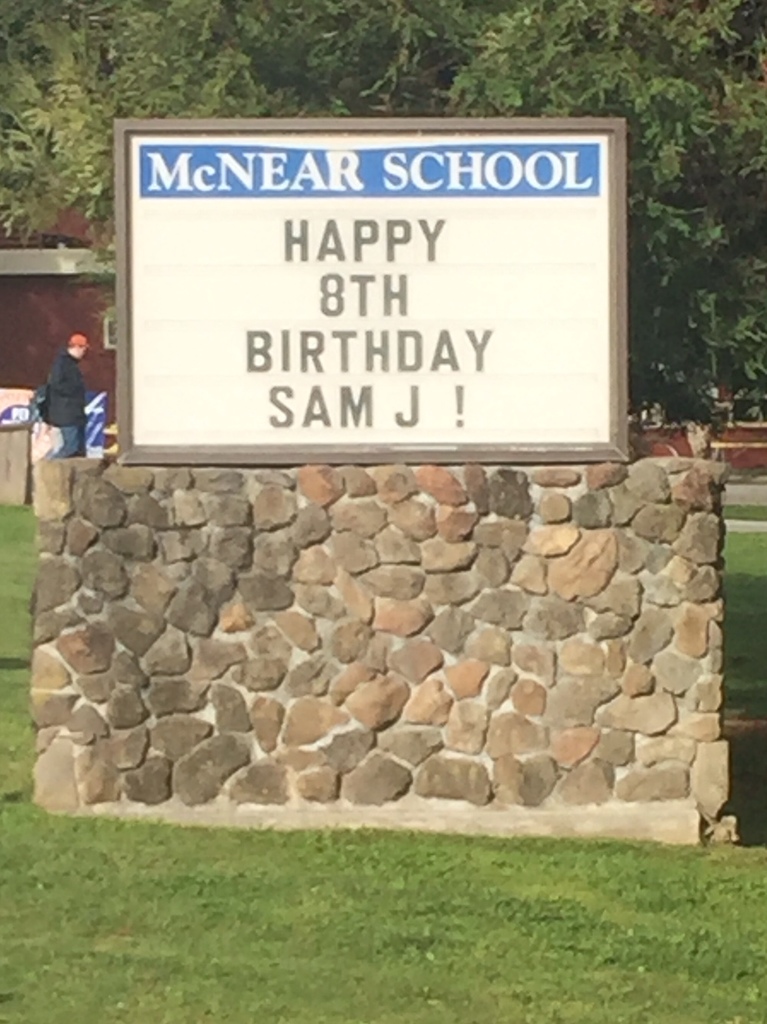 McNEAR SCHOOL
HAPPY
8TH
BIRTHDAY
SAM J !